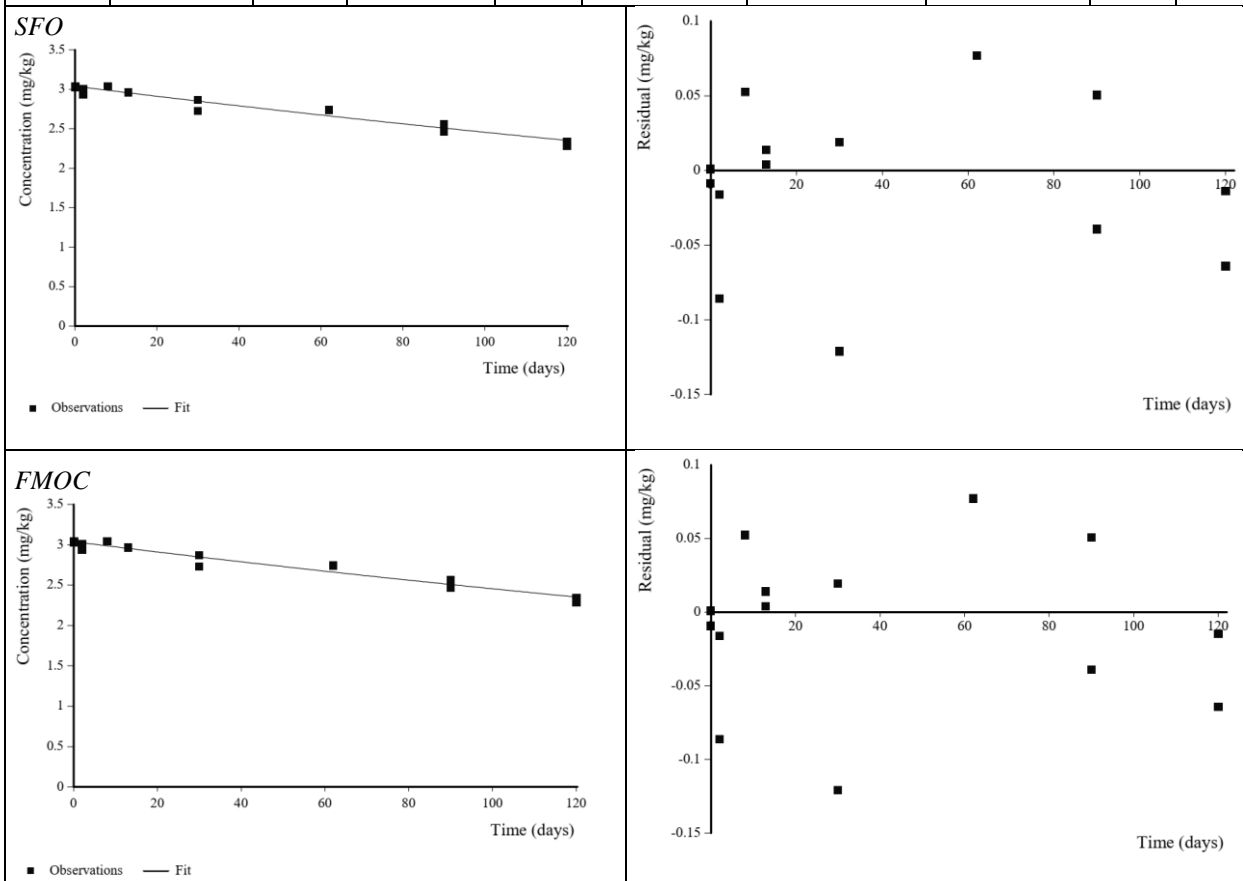 SFO
Concentration (mg/kg)
3.5
3
2.5
2
1.5
1
0.5
0
0 20 40 60 80 100 120
Time (days)
Observations Fit
Residual (mg/kg)
0.1
0.05
0
20 40 60 80 100 120
-0.05
-0.1
-0.15
Time (days)
FMOC
Concentration (mg/kg)
3.5
3
2.5
2
1.5
1
0.5
0
0 20 40 60 80 100 120
Time (days)
Observations Fit
Residual (mg/kg)
0.1
0.05
0
20 40 60 80 100 120
-0.05
-0.1
-0.15
Time (days)